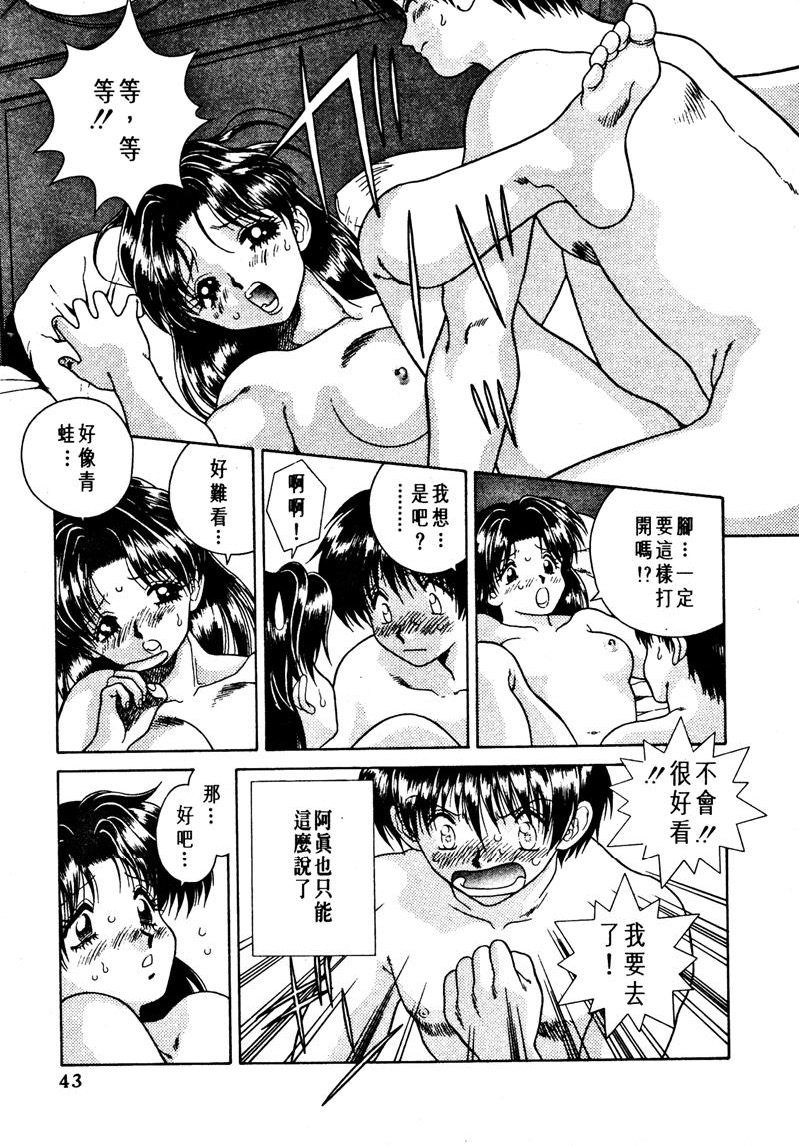 等，等
等!!
腳…一定
要這樣打
開嗎!?
我想…
是吧？
………
啊啊！
好難看…
好像青
蛙…
不會!!
很好看
!!
我要去
了！
阿眞也只能
這麼說了
那…
好吧…
43